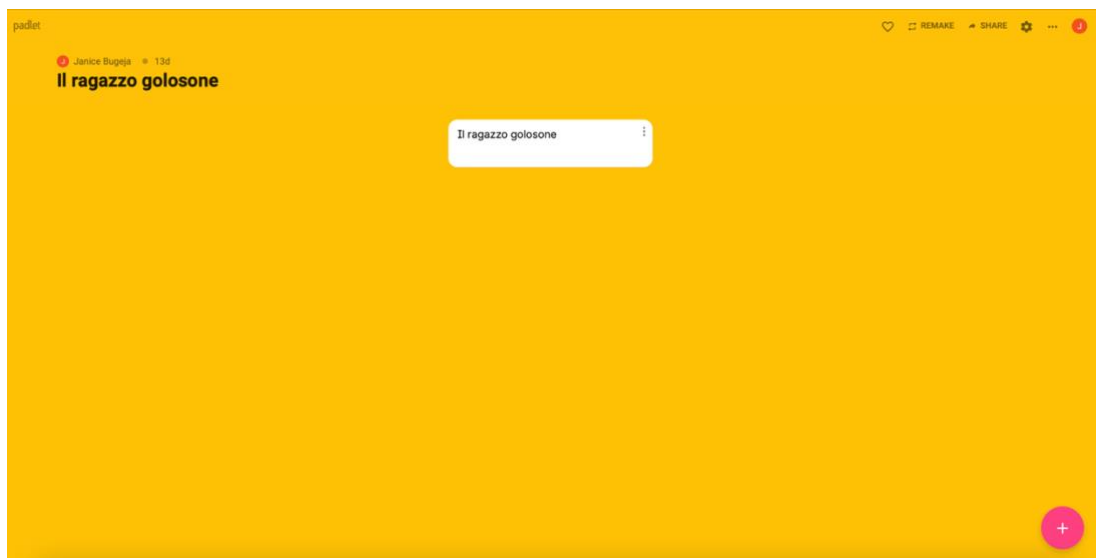 padlet
REMAKE SHARE ... J
J Janice Bugeja 13d
Il ragazzo golosone
Il ragazzo golosone
+